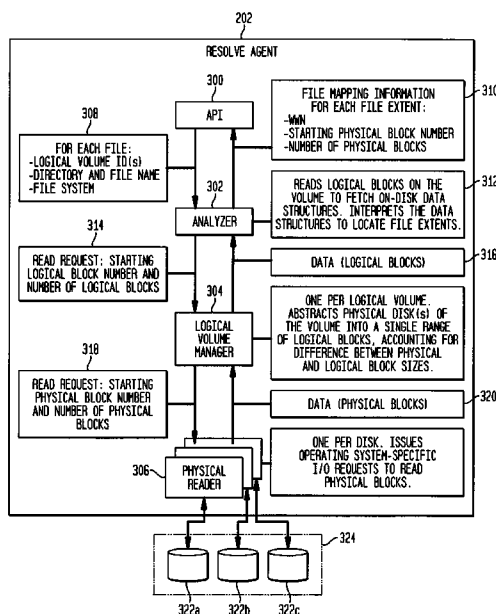 202
RESOLVE AGENT
300
API
308
FOR EACH FILE:
-LOGICAL VOLUME ID(s)
-DIRECTORY AND FILE NAME
-FILE SYSTEM
310
FILE MAPPING INFORMATION
FOR EACH FILE EXTENT:
-WWN
-STARTING PHYSICAL BLOCK NUMBER
-NUMBER OF PHYSICAL BLOCKS
302
ANALYZER
312
READS LOGICAL BLOCKS ON THE
VOLUME TO FETCH ON-DISK DATA
STRUCTURES. INTERPRETS THE DATA
STRUCTURES TO LOCATE FILE EXTENTS.
314
READ REQUEST: STARTING
LOGICAL BLOCK NUMBER AND
NUMBER OF LOGICAL BLOCKS
316
DATA (LOGICAL BLOCKS)
304
LOGICAL
VOLUME
MANAGER
ONE PER LOGICAL VOLUME.
ABSTRACTS PHYSICAL DISK(s) OF
THE VOLUME INTO A SINGLE RANGE
OF LOGICAL BLOCKS, ACCOUNTING FOR
DIFFERENCE BETWEEN PHYSICAL
AND LOGICAL BLOCK SIZES.
318
READ REQUEST: STARTING
PHYSICAL BLOCK NUMBER
AND NUMBER OF PHYSICAL
BLOCKS
320
DATA (PHYSICAL BLOCKS)
306
PHYSICAL
READER
ONE PER DISK. ISSUES
OPERATING SYSTEM-SPECIFIC
I/O REQUESTS TO READ
PHYSICAL BLOCKS.
324
322a
322b
322c